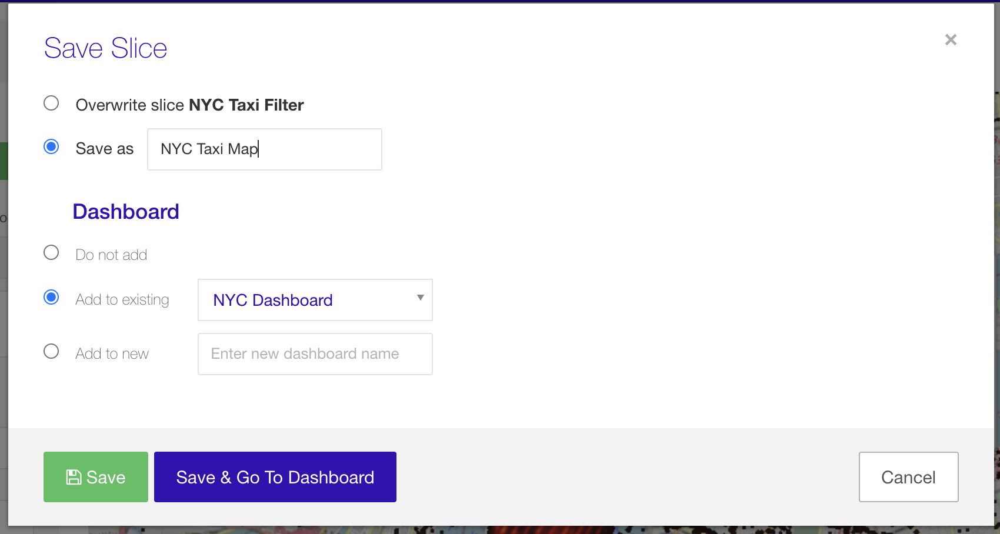 Save Slice
×
Overwrite slice NYC Taxi Filter
Save as NYC Taxi Map
Dashboard
Do not add
Add to existing NYC Dashboard
Add to new Enter new dashboard name
Save Save & Go To Dashboard Cancel